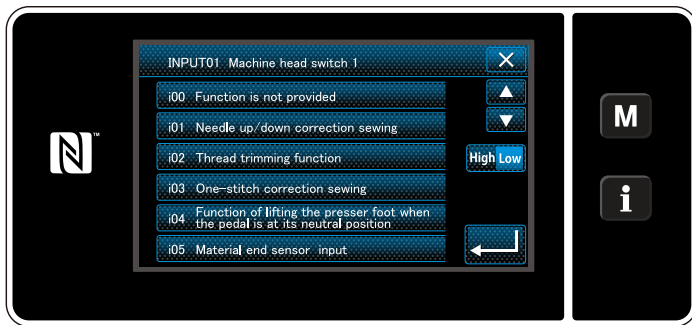 INPUT01 Machine head switch 1
i00 Function is not provided
i01 Needle up/down correction sewing
i02 Thread trimming function
High Low
i03 One-stitch correction sewing
i04 Function of lifting the presser foot when
the pedal is at its neutral position
i05 Material end sensor input
N™
M
i